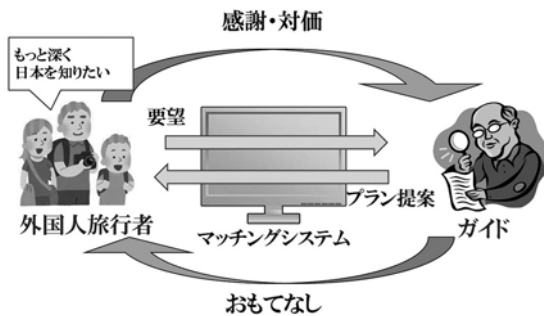 感謝・対価
もっと深く
日本を知りたい
要望
プラン提案
外国人旅行者
マッチングシステム
ガイド
おもてなし